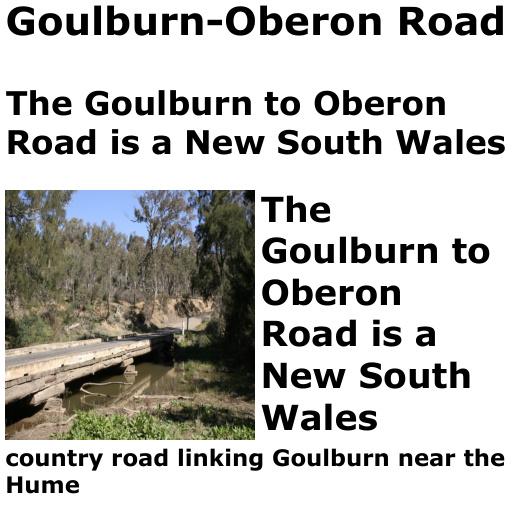 Goulburn-Oberon Road
The Goulburn to Oberon
Road is a New South Wales
The
Goulburn to
Oberon
Road is a
New South
Wales
country road linking Goulburn near the
Hume